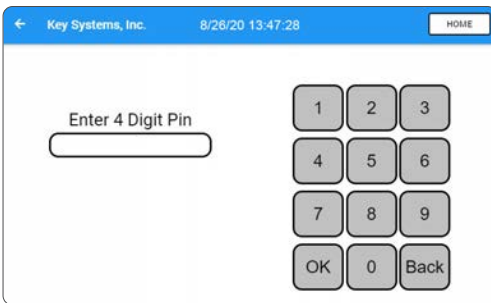 ← Key Systems, Inc. 8/26/20 13:47:28 HOME
Enter 4 Digit Pin
1 2 3
4 5 6
7 8 9
OK 0 Back